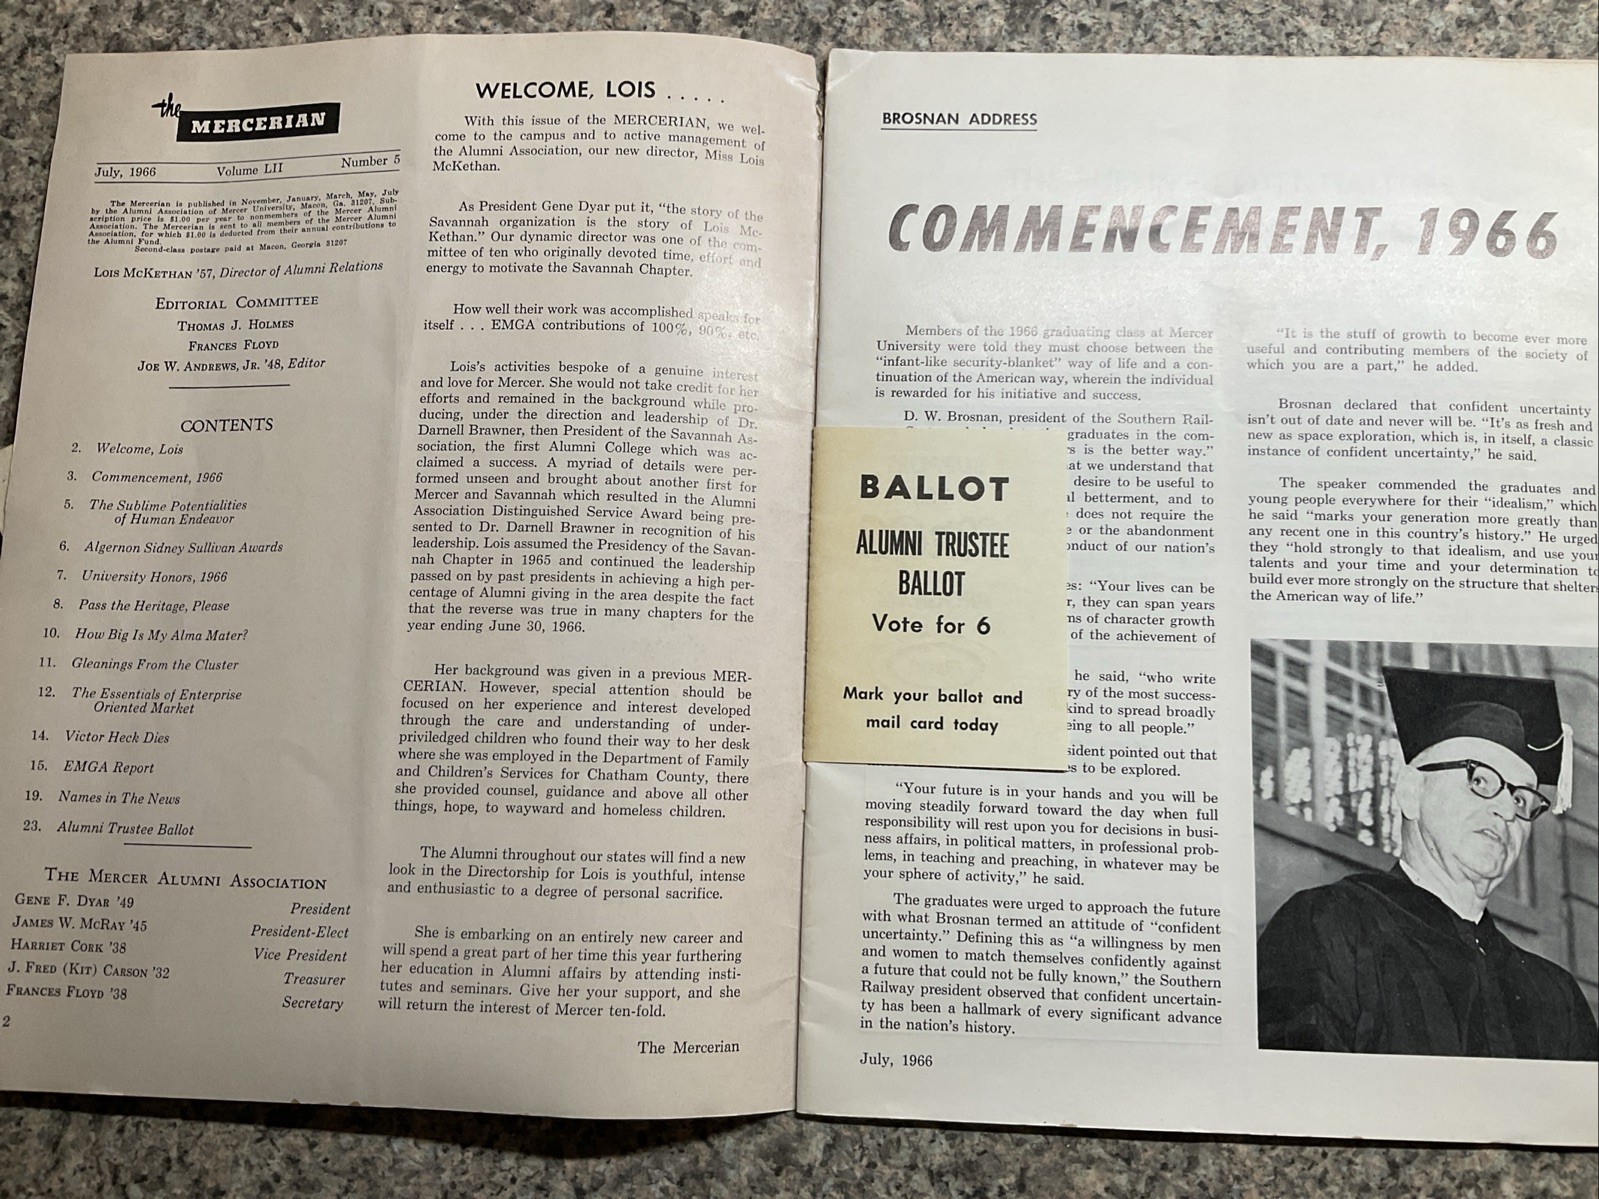 the
MERCERIAN
July, 1966 Volume LII Number 5
The Mercerian is published in November, January, March, May, July
by the Alumni Association of Mercer University, Macon, Ga. 31207. Sub-
scription price is $1.00 per year to nonmembers of the Mercer Alumni
Association. The Mercerian is sent to all members of the Mercer Alumni
Association, for which $1.00 is deducted from their annual contributions to
the Alumni Fund.
Second-class postage paid at Macon, Georgia 31207
LOIS MCKETHAN '57, Director of Alumni Relations
EDITORIAL COMMITTEE
THOMAS J. HOLMES
FRANCES FLOYD
JOE W. ANDREWS, JR. '48, Editor
CONTENTS
2. Welcome, Lois
3. Commencement, 1966
5. The Sublime Potentialities
of Human Endeavor
6. Algernon Sidney Sullivan Awards
7. University Honors, 1966
8. Pass the Heritage, Please
10. How Big Is My Alma Mater?
11. Gleanings From the Cluster
12. The Essentials of Enterprise
Oriented Market
14. Victor Heck Dies
15. EMGA Report
19. Names in The News
23. Alumni Trustee Ballot
THE MERCER ALUMNI ASSOCIATION
GENE F. DYAR '49 President
JAMES W. MCRAY '45 President-Elect
HARRIET CORK '38 Vice President
J. FRED (KIT) CARSON '32 Treasurer
FRANCES FLOYD '38 Secretary
2
WELCOME, LOIS . . . . .
With this issue of the MERCERIAN, we wel-
come to the campus and to active management of
the Alumni Association, our new director, Miss Lois
McKethan.
As President Gene Dyar put it, "the story of the
Savannah organization is the story of Lois Mc-
Kethan." Our dynamic director was one of the com-
mittee of ten who originally devoted time, effort and
energy to motivate the Savannah Chapter.
How well their work was accomplished speaks for
itself . . . EMGA contributions of 100%, 90%, etc.
Lois's activities bespoke of a genuine interest
and love for Mercer. She would not take credit for her
efforts and remained in the background while pro-
ducing, under the direction and leadership of Dr.
Darnell Brawner, then President of the Savannah As-
sociation, the first Alumni College which was ac-
claimed a success. A myriad of details were per-
formed unseen and brought about another first for
Mercer and Savannah which resulted in the Alumni
Association Distinguished Service Award being pre-
sented to Dr. Darnell Brawner in recognition of his
leadership. Lois assumed the Presidency of the Savan-
nah Chapter in 1965 and continued the leadership
passed on by past presidents in achieving a high per-
centage of Alumni giving in the area despite the fact
that the reverse was true in many chapters for the
year ending June 30, 1966.
Her background was given in a previous MER-
CERIAN. However, special attention should be
focused on her experience and interest developed
through the care and understanding of under-
priviledged children who found their way to her desk
where she was employed in the Department of Family
and Children's Services for Chatham County, there
she provided counsel, guidance and above all other
things, hope, to wayward and homeless children.
The Alumni throughout our states will find a new
look in the Directorship for Lois is youthful, intense
and enthusiastic to a degree of personal sacrifice.
She is embarking on an entirely new career and
will spend a great part of her time this year furthering
her education in Alumni affairs by attending insti-
tutes and seminars. Give her your support, and she
will return the interest of Mercer ten-fold.
The Mercerian
BROSNAN ADDRESS
COMMENCEMENT, 1966
Members of the 1966 graduating class at Mercer
University were told they must choose between the
"infant-like security-blanket" way of life and a con-
tinuation of the American way, wherein the individual
is rewarded for his initiative and success.
D. W. Brosnan, president of the Southern Rail-
graduates in the com-
s is the better way."
at we understand that
desire to be useful to
l betterment, and to
does not require the
e or the abandonment
onduct of our nation's
es: "Your lives can be
r, they can span years
ns of character growth
of the achievement of
he said, "who write
ry of the most success-
kind to spread broadly
eing to all people."
sident pointed out that
s to be explored.
BALLOT
ALUMNI TRUSTEE
BALLOT
Vote for 6
Mark your ballot and
mail card today
"Your future is in your hands and you will be
moving steadily forward toward the day when full
responsibility will rest upon you for decisions in busi-
ness affairs, in political matters, in professional prob-
lems, in teaching and preaching, in whatever may be
your sphere of activity," he said.
The graduates were urged to approach the future
with what Brosnan termed an attitude of "confident
uncertainty." Defining this as "a willingness by men
and women to match themselves confidently against
a future that could not be fully known," the Southern
Railway president observed that confident uncertain-
ty has been a hallmark of every significant advance
in the nation's history.
July, 1966
"It is the stuff of growth to become ever more
useful and contributing members of the society of
which you are a part," he added.
Brosnan declared that confident uncertainty
isn't out of date and never will be. "It's as fresh and
new as space exploration, which is, in itself, a classic
instance of confident uncertainty," he said.
The speaker commended the graduates and
young people everywhere for their "idealism," which
he said "marks your generation more greatly than
any recent one in this country's history." He urged
they "hold strongly to that idealism, and use your
talents and your time and your determination to
build ever more strongly on the structure that shelters
the American way of life."